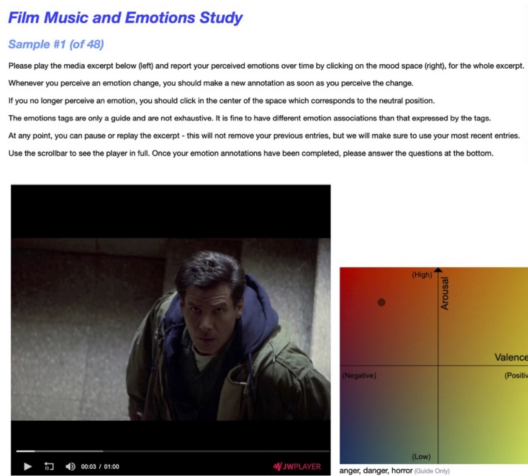 Film Music and Emotions Study
Sample #1 (of 48)
Please play the media excerpt below (left) and report your perceived emotions over time by clicking on the mood space (right), for the whole excerpt.
Whenever you perceive an emotion change, you should make a new annotation as soon as you perceive the change.
If you no longer perceive an emotion, you should click in the center of the space which corresponds to the neutral position.
The emotions tags are only a guide and are not exhaustive. It is fine to have different emotion associations than that expressed by the tags.
At any point, you can pause or replay the excerpt - this will not remove your previous entries, but we will make sure to use your most recent entries.
Use the scrollbar to see the player in full. Once your emotion annotations have been completed, please answer the questions at the bottom.
(High)
Arousal
Valence
(Negative)
(Positiv
(Low)
00:03 / 01:00
JWPLAYER
anger, danger, horror (Guide Only)